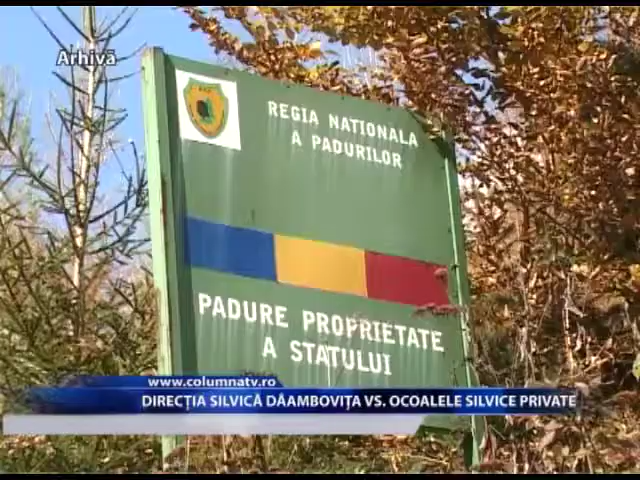 Arhivă
REGIA NATIONALA
A PADURILOR
PADURE PROPRIETATE
A STATULUI
www.columnatv.ro
DIRECȚIA SILVICĂ DÂAMBOVIȚA VS. OCOALELE SILVICE PRIVATE